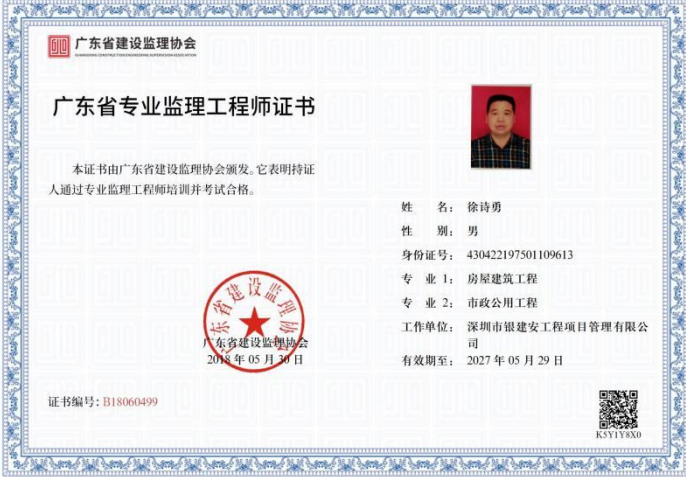 广东省建设监理协会
GUANGDONG CONSTRUCTION ENGINEERING SUPERVISION ASSOCIATION
广东省专业监理工程师证书
本证书由广东省建设监理协会颁发。它表明持证
人通过专业监理工程师培训并考试合格。
广东省建设监理协会
广东省建设监理协会
2018 年 05 月 30 日
证书编号：B18060499
姓 名： 徐诗勇
性 别： 男
身份证号： 430422197501109613
专 业 1： 房屋建筑工程
专 业 2： 市政公用工程
工作单位： 深圳市银建安工程项目管理有限公
司
有效期至： 2027 年 05 月 29 日
K5Y1Y8X0